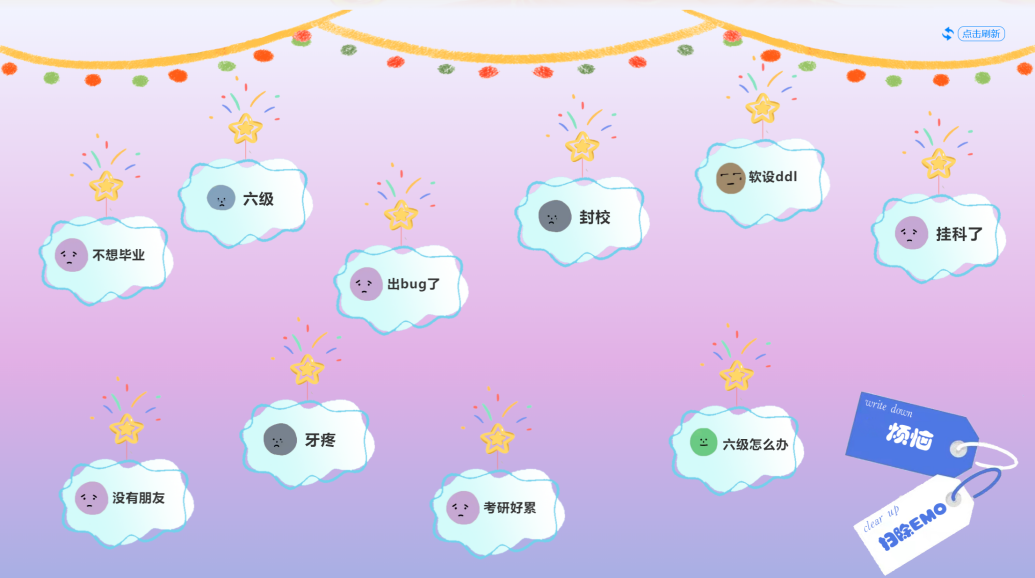 点击刷新
六级
软设ddl
封校
挂科了
不想毕业
出bug了
牙疼
六级怎么办
没有朋友
考研好累
write down
烦恼
clear up
扫除EMO